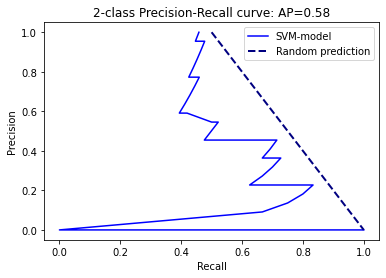 2-class Precision-Recall curve: AP=0.58
SVM-model
Random prediction
Precision
1.0
0.8
0.6
0.4
0.2
0.0
0.0 0.2 0.4 0.6 0.8 1.0
Recall